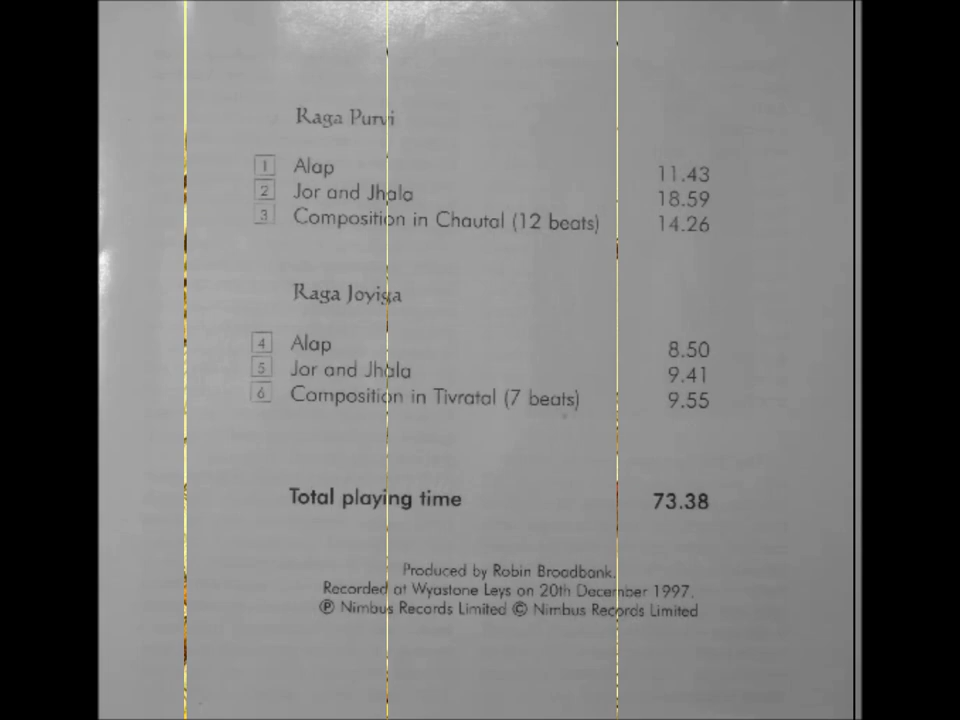 Raga Purvi
1 Alap 11.43
2 Jor and Jhala 18.59
3 Composition in Chautal (12 beats) 14.26
Raga Joyiya
4 Alap 8.50
5 Jor and Jhala 9.41
6 Composition in Tivratal (7 beats) 9.55
Total playing time 73.38
Produced by Robin Broadbank.
Recorded at Wyastone Leys on 20th December 1997.
℗ Nimbus Records Limited © Nimbus Records Limited